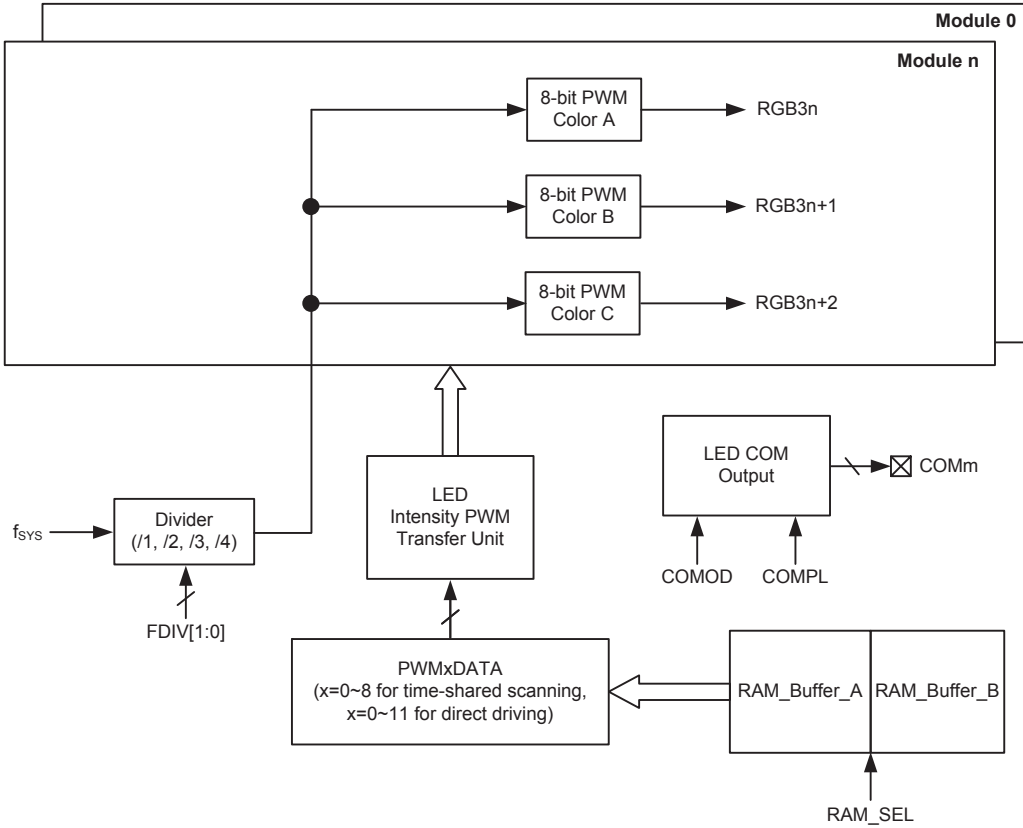 Module 0
Module n
8-bit PWM
Color A
RGB3n
8-bit PWM
Color B
RGB3n+1
8-bit PWM
Color C
RGB3n+2
LED COM
Output
COMm
COMOD
COMPL
LED
Intensity PWM
Transfer Unit
fSYS
Divider
(/1, /2, /3, /4)
FDIV[1:0]
PWMxDATA
(x=0~8 for time-shared scanning,
x=0~11 for direct driving)
RAM_Buffer_A
RAM_Buffer_B
RAM_SEL